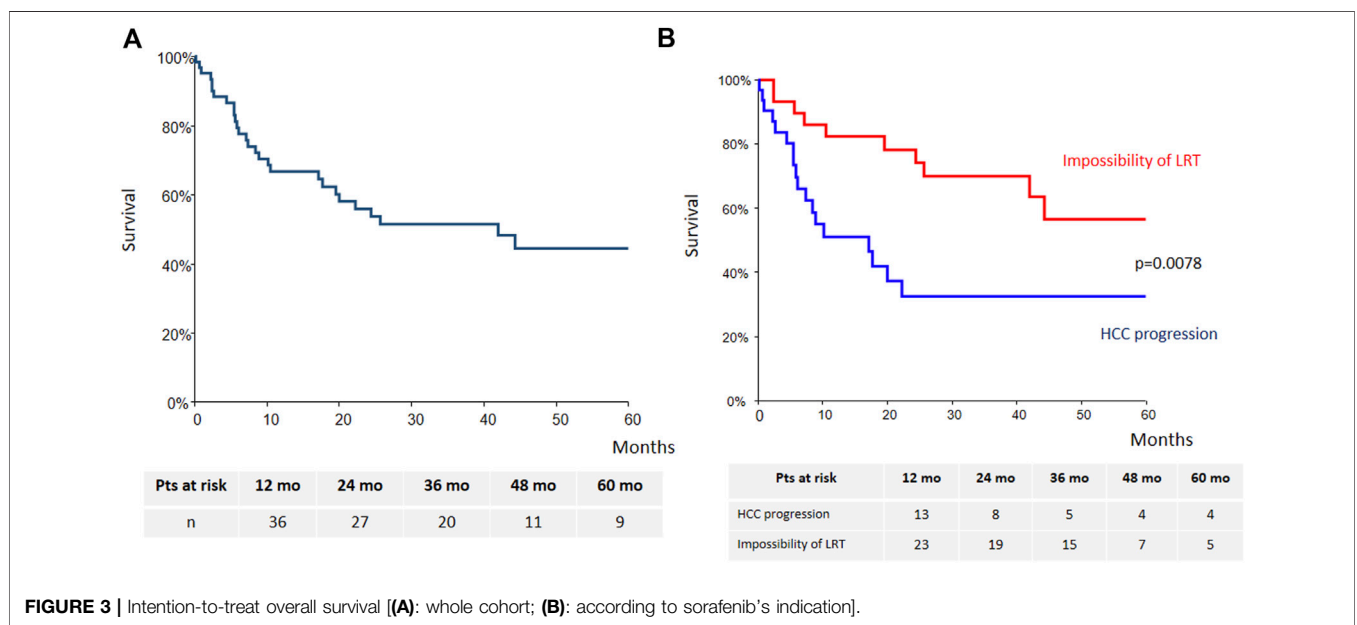 A
100%
80%
60%
40%
20%
0%
Survival
0 10 20 30 40 50 60
Months
Pts at risk 12 mo 24 mo 36 mo 48 mo 60 mo
n 36 27 20 11 9
B
100%
80%
60%
40%
20%
0%
Survival
Impossibility of LRT
p=0.0078
HCC progression
0 10 20 30 40 50 60
Months
Pts at risk 12 mo 24 mo 36 mo 48 mo 60 mo
HCC progression 13 8 5 4 4
Impossibility of LRT 23 19 15 7 5
FIGURE 3 | Intention-to-treat overall survival [(A): whole cohort; (B): according to sorafenib's indication].